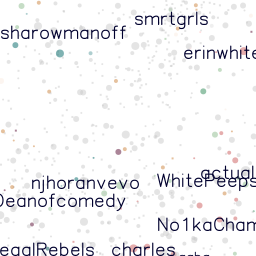 smrtgrls
sharowmanoff
erinwhite
actual
WhitePeeps
njhoranvevo
Deanofcomedy
No1kaCham
egalRebels
charles